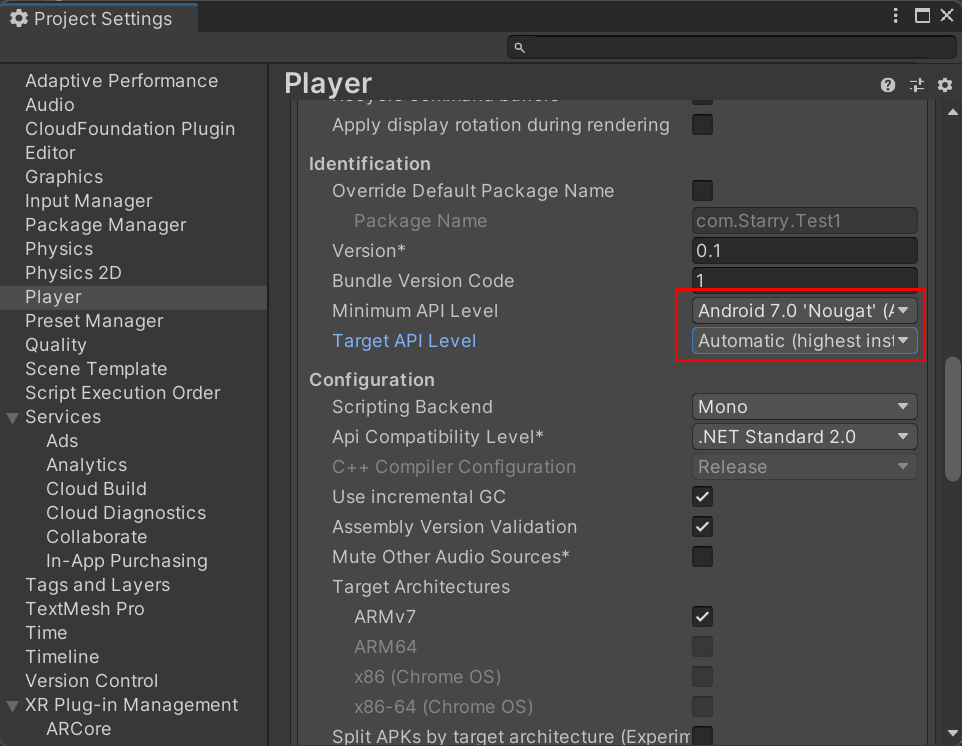 Project Settings
Adaptive Performance
Audio
CloudFoundation Plugin
Editor
Graphics
Input Manager
Package Manager
Physics
Physics 2D
Player
Preset Manager
Quality
Scene Template
Script Execution Order
Services
Ads
Analytics
Cloud Build
Cloud Diagnostics
Collaborate
In-App Purchasing
Tags and Layers
TextMesh Pro
Time
Timeline
Version Control
XR Plug-in Management
ARCore
Player
Recycle command buffers
Apply display rotation during rendering
Identification
Override Default Package Name
Package Name com.Starry.Test1
Version* 0.1
Bundle Version Code 1
Minimum API Level Android 7.0 'Nougat' (A
Target API Level Automatic (highest inst
Configuration
Scripting Backend Mono
Api Compatibility Level* .NET Standard 2.0
C++ Compiler Configuration Release
Use incremental GC
Assembly Version Validation
Mute Other Audio Sources*
Target Architectures
ARMv7
ARM64
x86 (Chrome OS)
x86-64 (Chrome OS)
Split APKs by target architecture (Experim